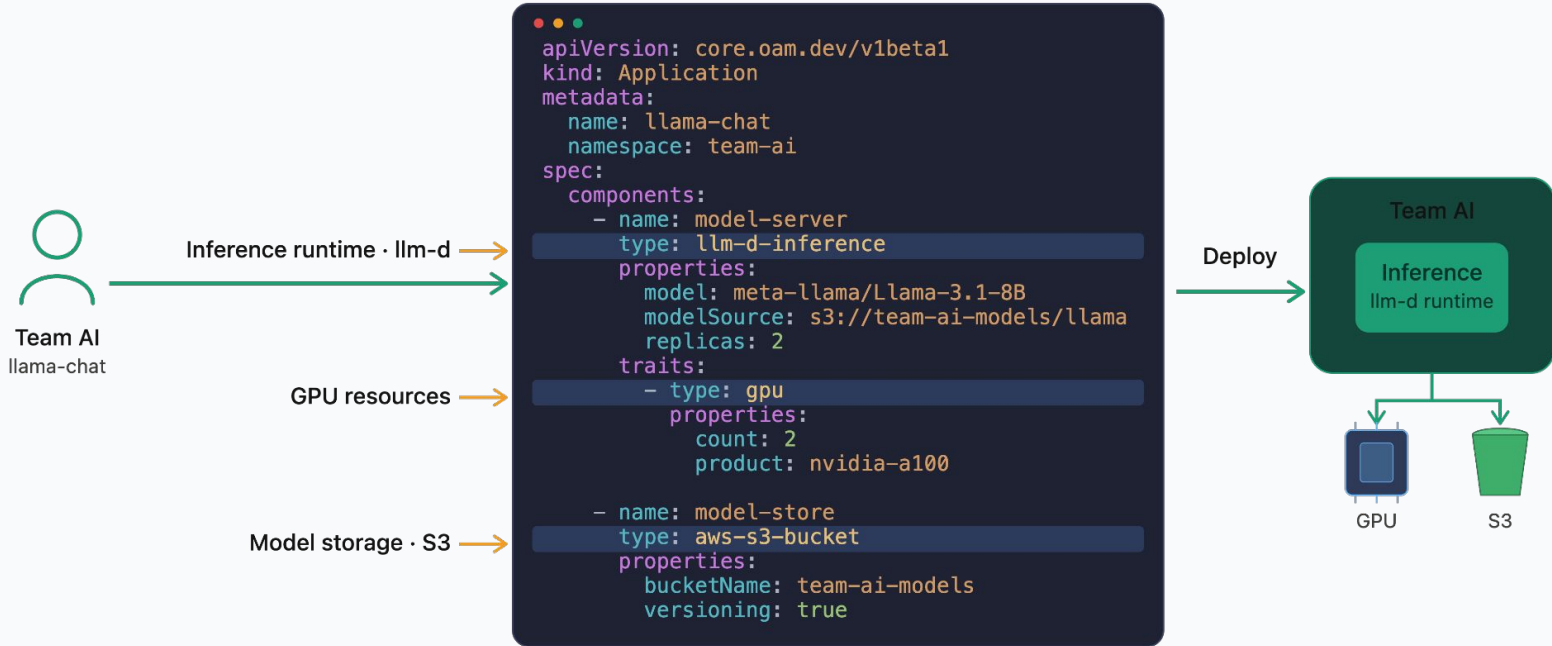 Team AI
llama-chat
Inference runtime · llm-d
GPU resources
Model storage · S3
apiVersion: core.oam.dev/v1beta1
kind: Application
metadata:
  name: llama-chat
  namespace: team-ai
spec:
  components:
    - name: model-server
      type: llm-d-inference
      properties:
        model: meta-llama/Llama-3.1-8B
        modelSource: s3://team-ai-models/llama
        replicas: 2
      traits:
        - type: gpu
          properties:
            count: 2
            product: nvidia-a100
    - name: model-store
      type: aws-s3-bucket
      properties:
        bucketName: team-ai-models
        versioning: true
Deploy
Team AI
Inference
llm-d runtime
GPU
S3